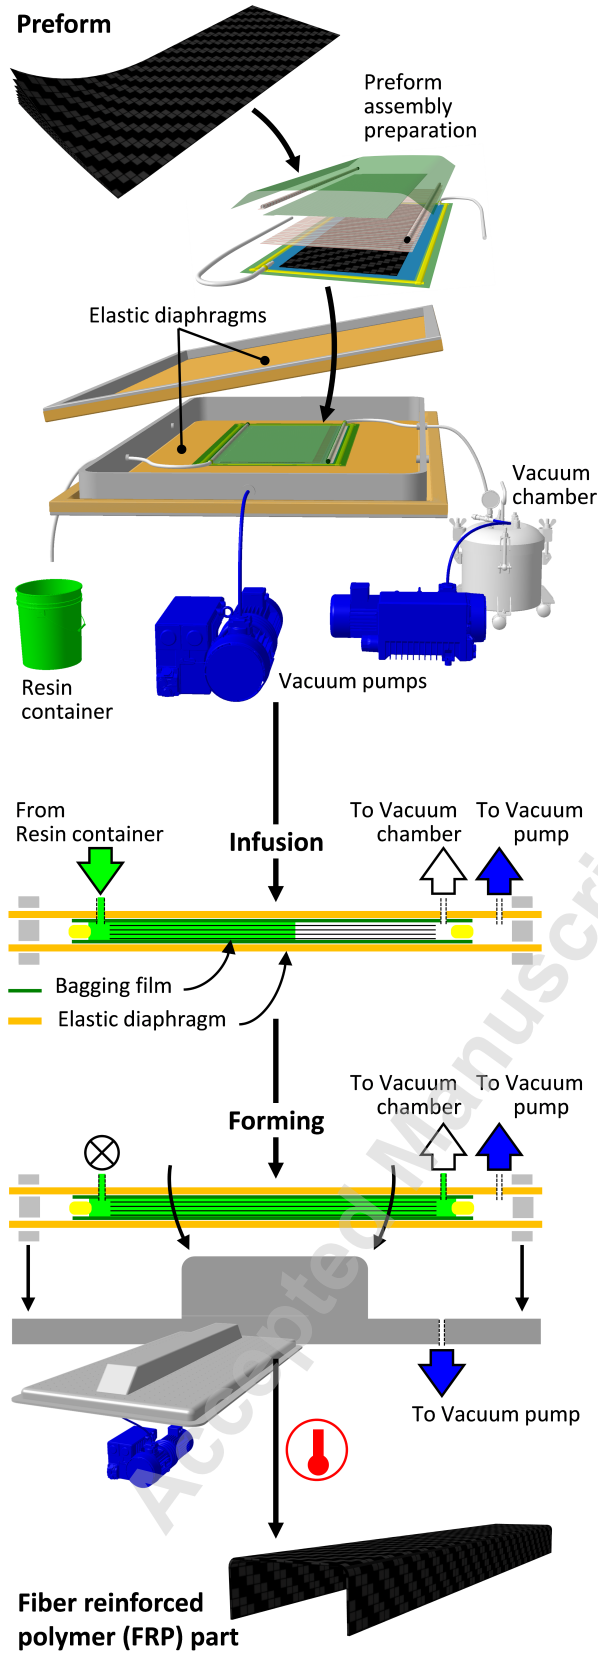 Preform
Preform
assembly
preparation
Elastic diaphragms
Vacuum
chamber
Resin
container
Vacuum pumps
From
Resin container
Infusion
To Vacuum
chamber
To Vacuum
pump
Bagging film
Elastic diaphragm
Forming
To Vacuum
chamber
To Vacuum
pump
To Vacuum pump
Fiber reinforced
polymer (FRP) part
Accepted Manuscri